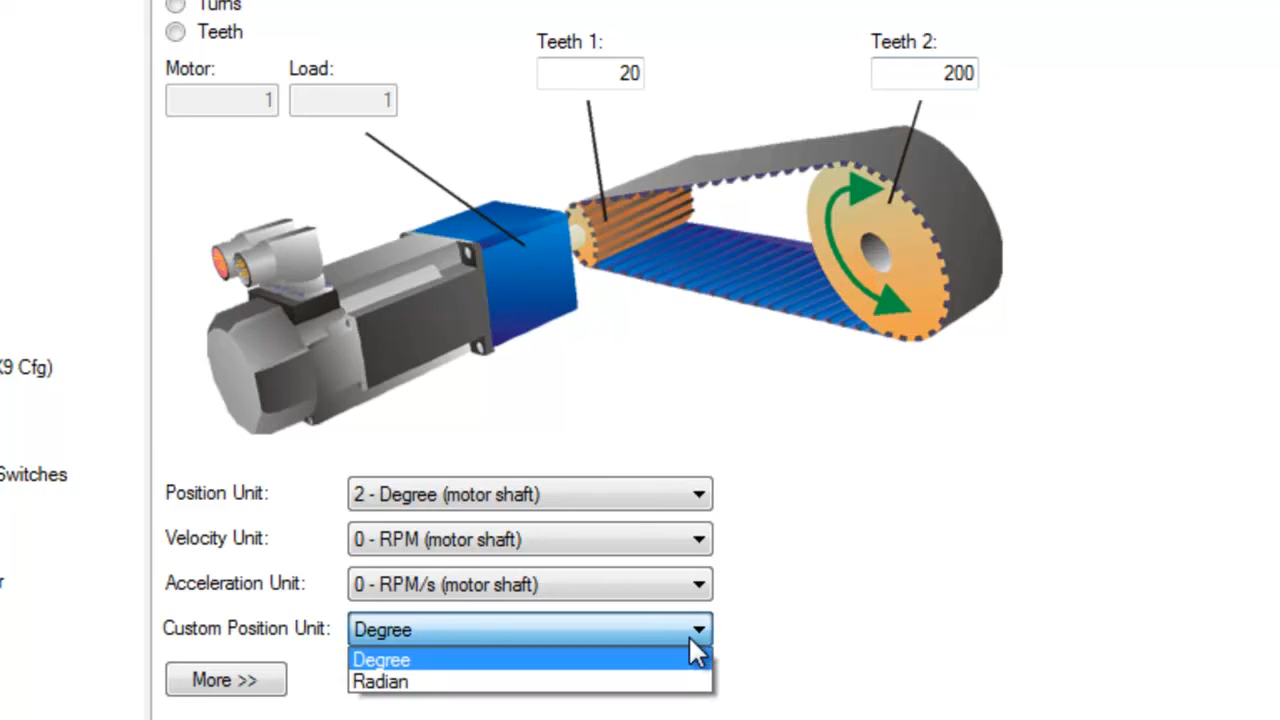 Turns
Teeth
Motor: Load:
1 1
Teeth 1: Teeth 2:
20 200
X9 Cfg)
Switches
r
Position Unit: 2 - Degree (motor shaft)
Velocity Unit: 0 - RPM (motor shaft)
Acceleration Unit: 0 - RPM/s (motor shaft)
Custom Position Unit: Degree
Degree
Radian
More >>